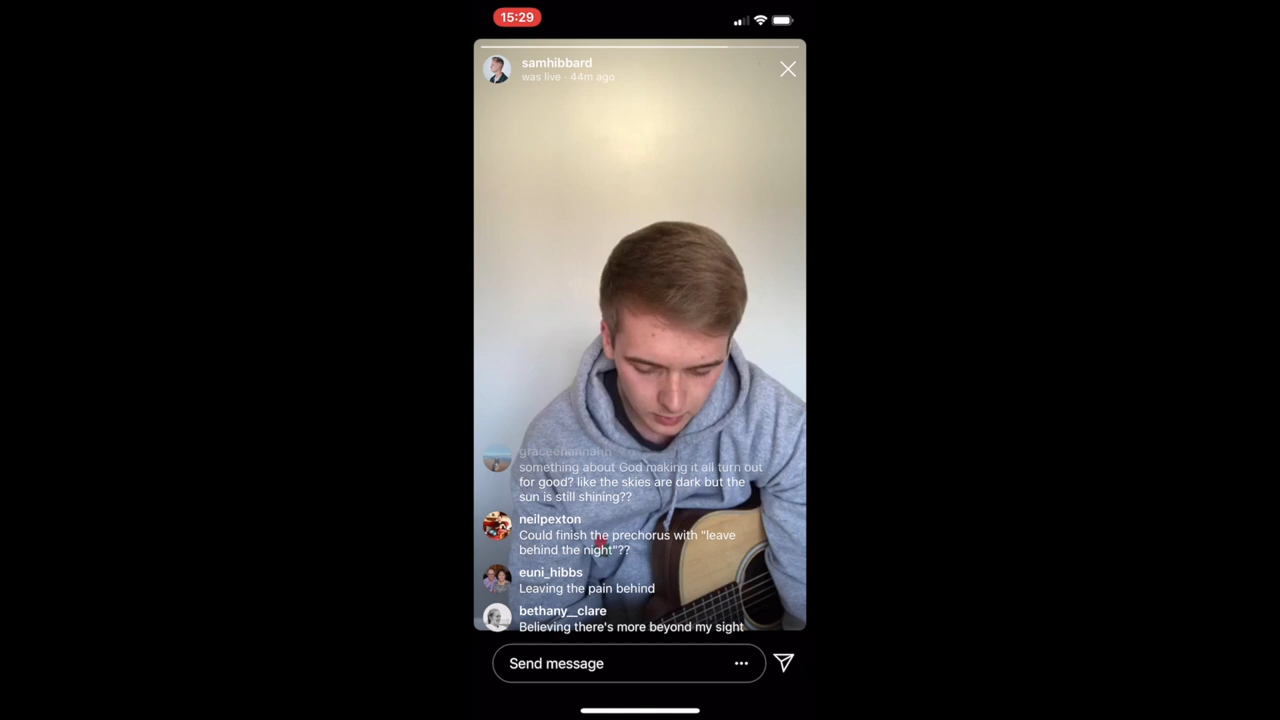 15:29
samhibbard
was live · 44m ago
graceehannahh
something about God making it all turn out
for good? like the skies are dark but the
sun is still shining??
neilpexton
Could finish the prechorus with "leave
behind the night"??
euni_hibbs
Leaving the pain behind
bethany__clare
Believing there's more beyond my sight
Send message